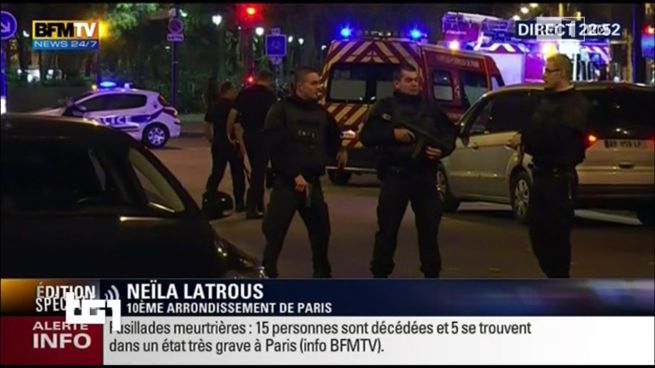 BFMTV
NEWS 24/7
DIRECT 22:52
POLICE
ÉDITION
SPÉC
NEÏLA LATROUS
10ÈME ARRONDISSEMENT DE PARIS
ALERTE
INFO
Fusillades meurtrières : 15 personnes sont décédées et 5 se trouvent
dans un état très grave à Paris (info BFMTV).